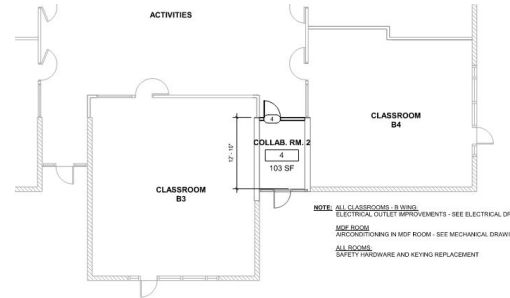 ACTIVITIES
CLASSROOM
B4
4
COLLAB. RM. 2
4
103 SF
12' - 10"
CLASSROOM
B3
NOTE: ALL CLASSROOMS - B WING:
ELECTRICAL OUTLET IMPROVEMENTS - SEE ELECTRICAL DR
MDF ROOM
AIRCONDITIONING IN MDF ROOM - SEE MECHANICAL DRAWI
ALL ROOMS:
SAFETY HARDWARE AND KEYING REPLACEMENT